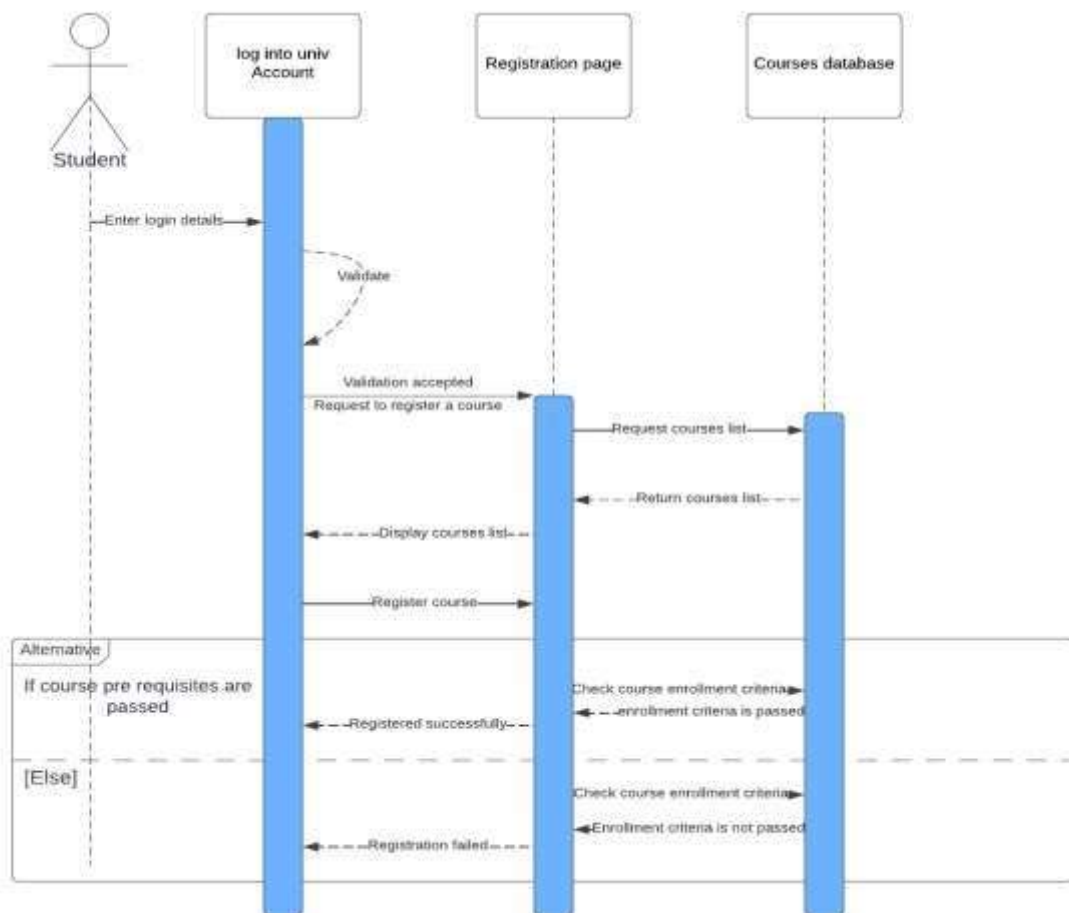 log into univ
Account
Registration page
Courses database
Student
Enter login details
Validate
Validation accepted
Request to register a course
Request courses list
Return courses list
Display courses list
Register course
Alternative
If course pre requisites are
passed
Check course enrollment criteria
enrollment criteria is passed
Registered successfully
[Else]
Check course enrollment criteria
Enrollment criteria is not passed
Registration failed